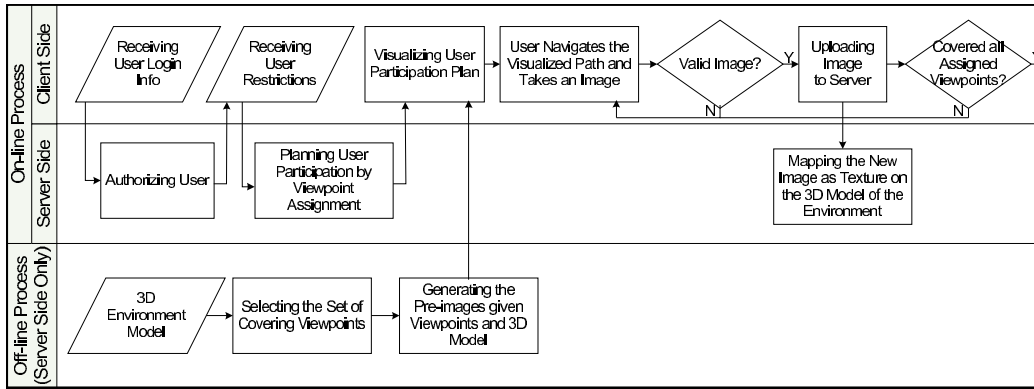 On-line Process
Client Side
Receiving
User Login
Info
Receiving
User
Restrictions
Visualizing User
Participation Plan
User Navigates the
Visualized Path and
Takes an Image
Valid Image?
Y
N
Uploading
Image
to Server
Covered all
Assigned
Viewpoints?
N
Server Side
Authorizing User
Planning User
Participation by
Viewpoint
Assignment
Mapping the New
Image as Texture on
the 3D Model of the
Environment
Off-line Process
(Server Side Only)
3D
Environment
Model
Selecting the Set of
Covering Viewpoints
Generating the
Pre-images given
Viewpoints and 3D
Model